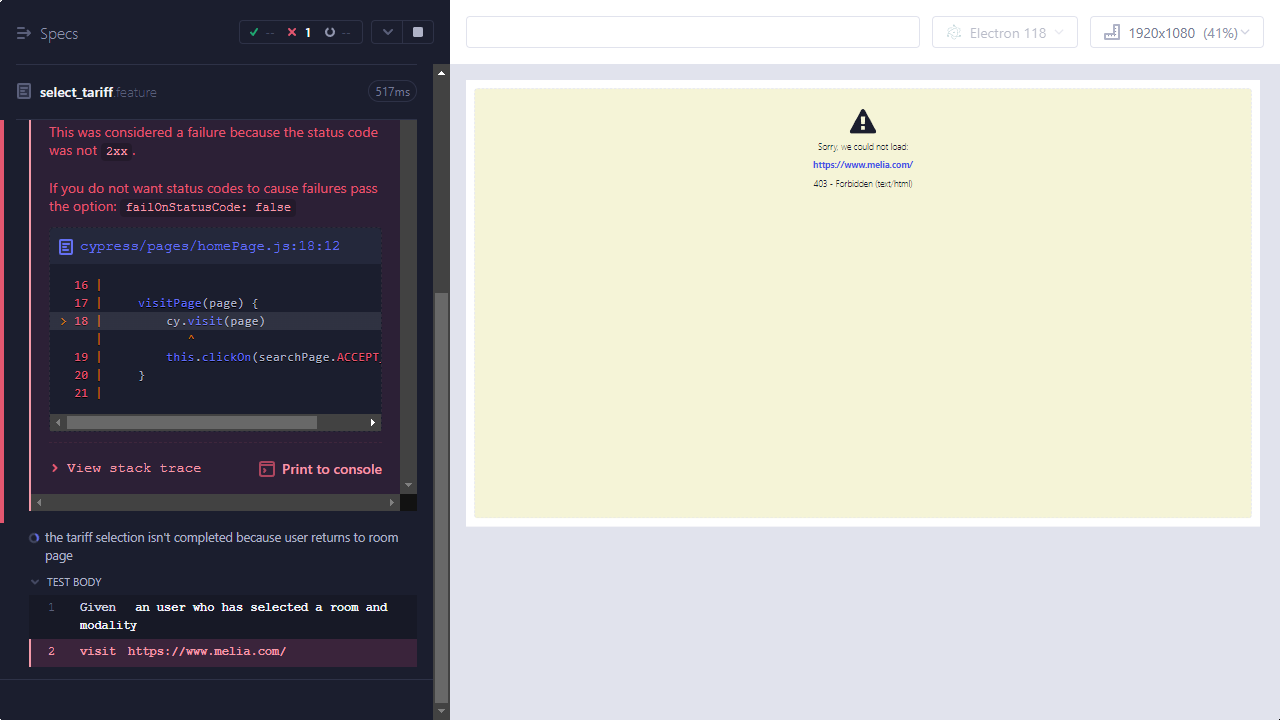 Specs
--
1
--
Electron 118
1920x1080 (41%)
select_tariff.feature
517ms
This was considered a failure because the status code
was not 2xx.
If you do not want status codes to cause failures pass
the option: failOnStatusCode: false
cypress/pages/homePage.js:18:12
16 |
17 | visitPage(page) {
> 18 | cy.visit(page)
| ^
19 | this.clickOn(searchPage.ACCEPT_
20 | }
21 |
View stack trace
Print to console
the tariff selection isn't completed because user returns to room
page
TEST BODY
1 Given an user who has selected a room and
modality
2 visit https://www.melia.com/
Sorry, we could not load:
https://www.melia.com/
403 - Forbidden (text/html)